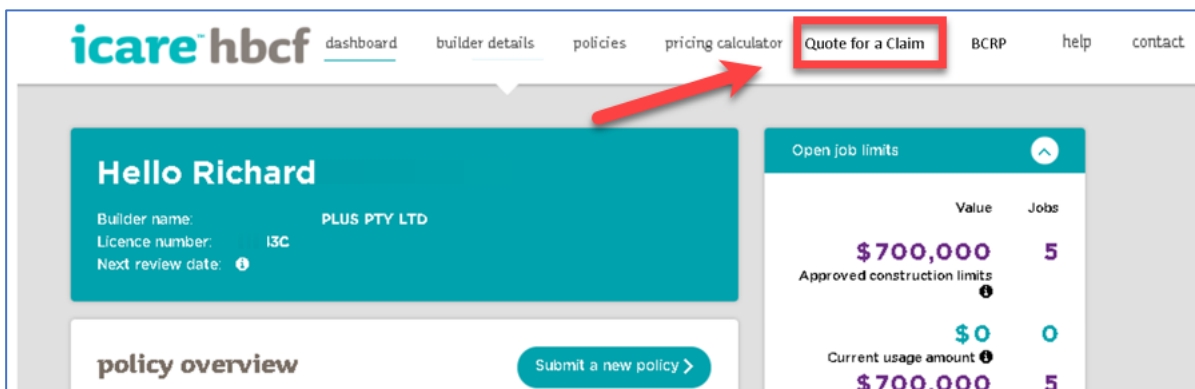 icare™ hbcf dashboard builder details policies pricing calculator Quote for a Claim BCRP help contact
Hello Richard
Builder name: PLUS PTY LTD
Licence number: I3C
Next review date:
policy overview
Submit a new policy
Open job limits
Value Jobs
$700,000 5
Approved construction limits
$0 0
Current usage amount
$700,000 5